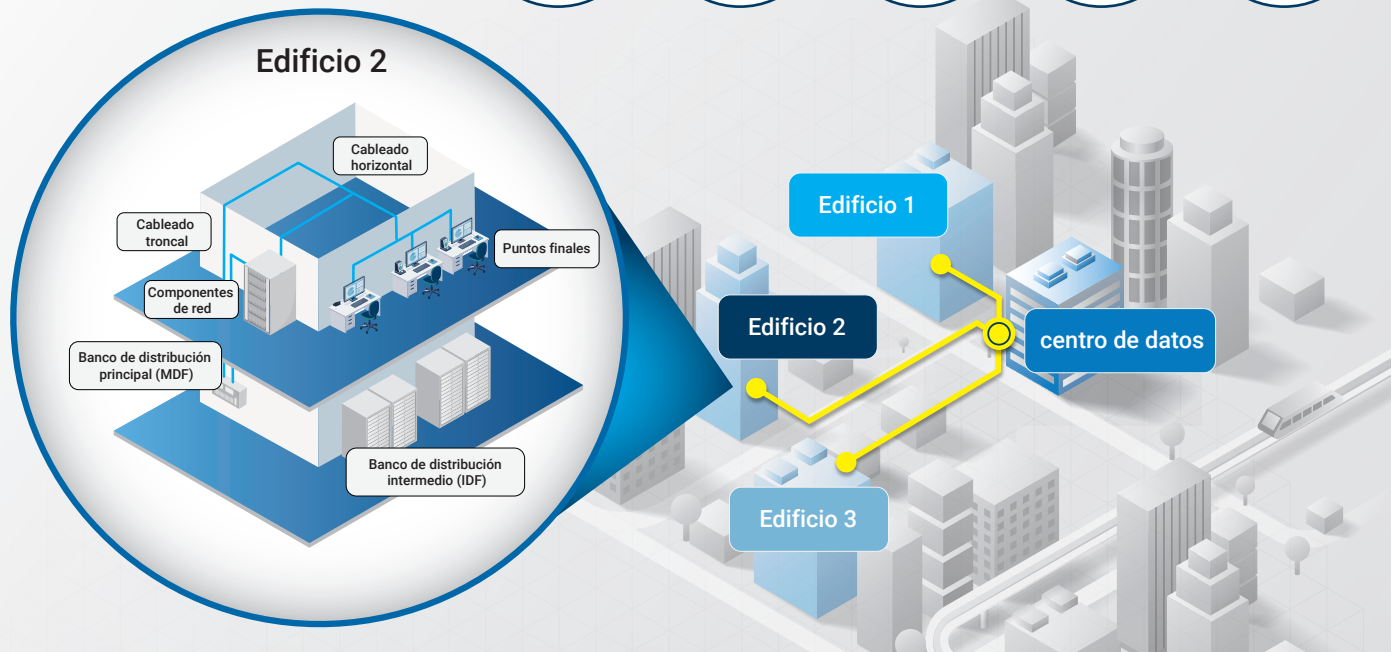 Edificio 2
Cableado
horizontal
Cableado
troncal
Puntos finales
Componentes
de red
Banco de distribución
principal (MDF)
Banco de distribución
intermedio (IDF)
Edificio 1
Edificio 2
centro de datos
Edificio 3